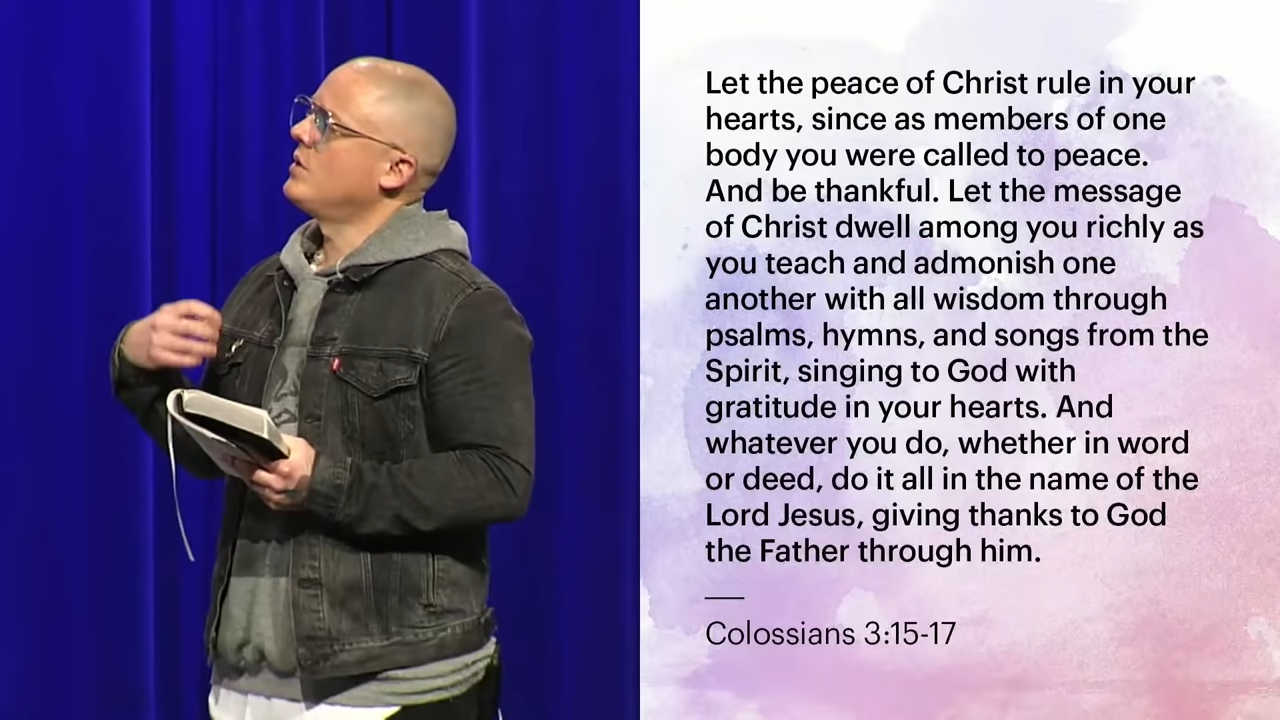 Let the peace of Christ rule in your
hearts, since as members of one
body you were called to peace.
And be thankful. Let the message
of Christ dwell among you richly as
you teach and admonish one
another with all wisdom through
psalms, hymns, and songs from the
Spirit, singing to God with
gratitude in your hearts. And
whatever you do, whether in word
or deed, do it all in the name of the
Lord Jesus, giving thanks to God
the Father through him.
Colossians 3:15-17